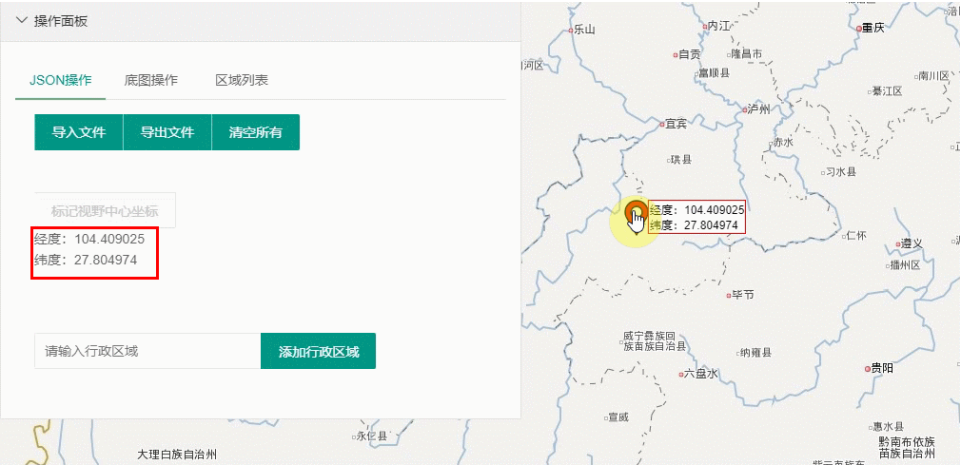 操作面板
JSON操作
底图操作
区域列表
导入文件
导出文件
清空所有
标记视野中心坐标
经度：104.409025
纬度：27.804974
请输入行政区域
添加行政区域
乐山
内江
重庆
自贡
隆昌市
富顺县
南川区
綦江区
泸州
宜宾
赤水
珙县
习水县
经度：104.409025
纬度：27.804974
仁怀
遵义
播州区
毕节
威宁彝族回
族苗族自治县
纳雍县
六盘水
贵阳
宣威
永仁县
大理白族自治州
惠水县
黔南布依族
苗族自治州